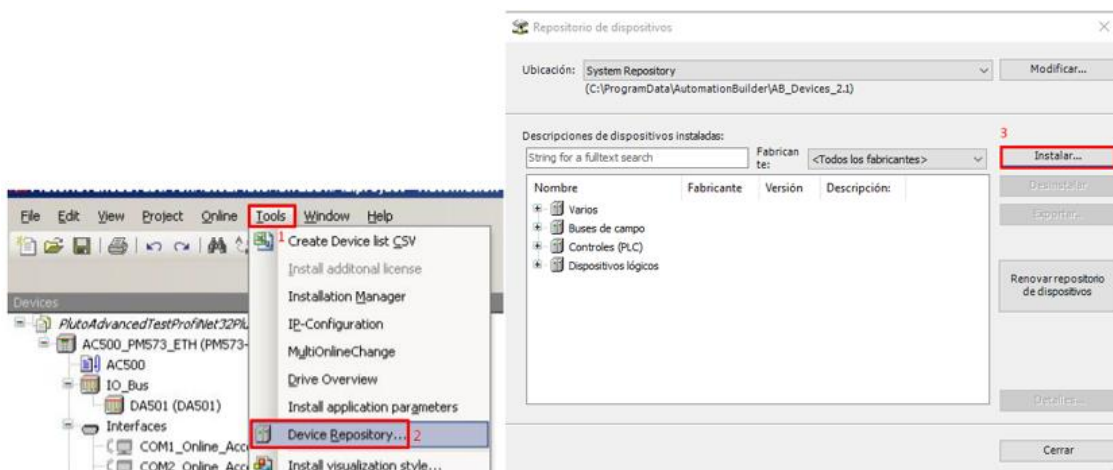 File Edit View Project Online Tools Window Help
1
Create Device list CSV
Install additonal license
Installation Manager
IP-Configuration
MultiOnlineChange
Drive Overview
Install application parameters
Device Repository... 2
Install visualization style...
Devices
PlutoAdvancedTestProfiNet32Plu
AC500_PM573_ETH (PM573-
AC500
IO_Bus
DA501 (DA501)
Interfaces
COM1_Online_Acce
COM2_Online_Acce
Repositorio de dispositivos
Ubicación: System Repository Modificar...
(C:\ProgramData\AutomationBuilder\AB_Devices_2.1)
Descripciones de dispositivos instaladas:
3
String for a fulltext search Fabricante: <Todos los fabricantes> Instalar...
Nombre Fabricante Versión Descripción:
Desinstalar
Varios
Exportar...
Buses de campo
Controles (PLC)
Dispositivos lógicos
Renovar repositorio
de dispositivos
Detalles...
Cerrar